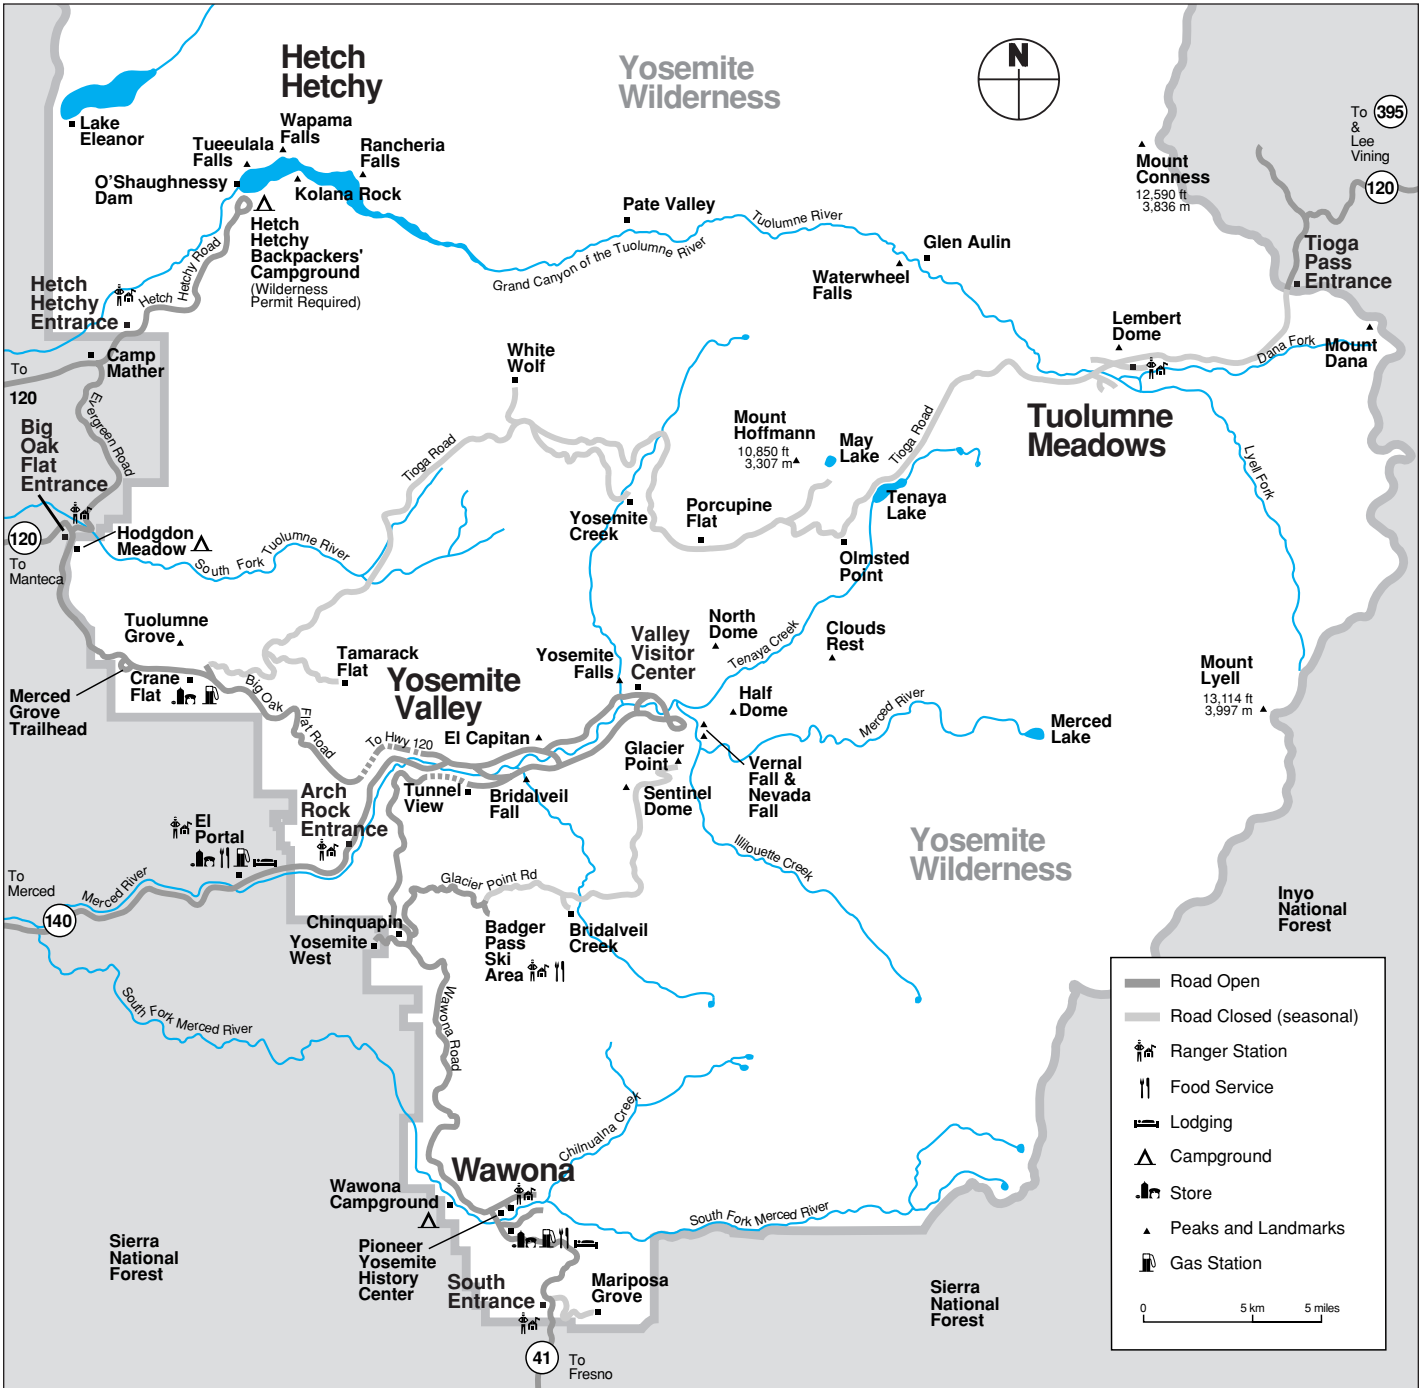 Hetch
Hetchy
Yosemite
Wilderness
N
To
395
&
Lee
Vining
120
Lake
Eleanor
Wapama
Falls
Tueeulala
Falls
Rancheria
Falls
O'Shaughnessy
Dam
Kolana Rock
Mount
Conness
12,590 ft
3,836 m
Pate Valley
Tuolumne River
Grand Canyon of the Tuolumne River
Glen Aulin
Waterwheel
Falls
Tioga
Pass
Entrance
Hetch
Hetchy
Backpackers'
Campground
(Wilderness
Permit Required)
Hetch Hetchy Road
Hetch
Hetchy
Entrance
Camp
Mather
To
120
Evergreen Road
White
Wolf
Lembert
Dome
Dana Fork
Mount
Dana
Tuolumne
Meadows
Big
Oak
Flat
Entrance
Tioga Road
Mount
Hoffmann
10,850 ft
3,307 m
May
Lake
Tioga Road
Lyell Fork
Tenaya
Lake
Yosemite
Creek
Porcupine
Flat
Olmsted
Point
120
To
Manteca
Hodgdon
Meadow
South Fork Tuolumne River
Tuolumne
Grove
North
Dome
Tenaya Creek
Clouds
Rest
Valley
Visitor
Center
Yosemite
Falls
Tamarack
Flat
Yosemite
Valley
Crane
Flat
Merced
Grove
Trailhead
Big Oak Flat Road
To Hwy 120
El Capitan
Half
Dome
Merced River
Merced
Lake
Mount
Lyell
13,114 ft
3,997 m
Glacier
Point
Sentinel
Dome
Vernal
Fall &
Nevada
Fall
Arch
Rock
Entrance
Tunnel
View
Bridalveil
Fall
El
Portal
Illilouette Creek
Yosemite
Wilderness
To
Merced
140
Merced River
Glacier Point Rd
Chinquapin
Yosemite
West
Badger
Pass
Ski
Area
Bridalveil
Creek
Inyo
National
Forest
South Fork Merced River
Wawona Road
Chilnualna Creek
Wawona
Wawona
Campground
South Fork Merced River
Pioneer
Yosemite
History
Center
South
Entrance
Mariposa
Grove
Sierra
National
Forest
Sierra
National
Forest
41
To
Fresno
Road Open
Road Closed (seasonal)
Ranger Station
Food Service
Lodging
Campground
Store
Peaks and Landmarks
Gas Station
0 5 km 5 miles